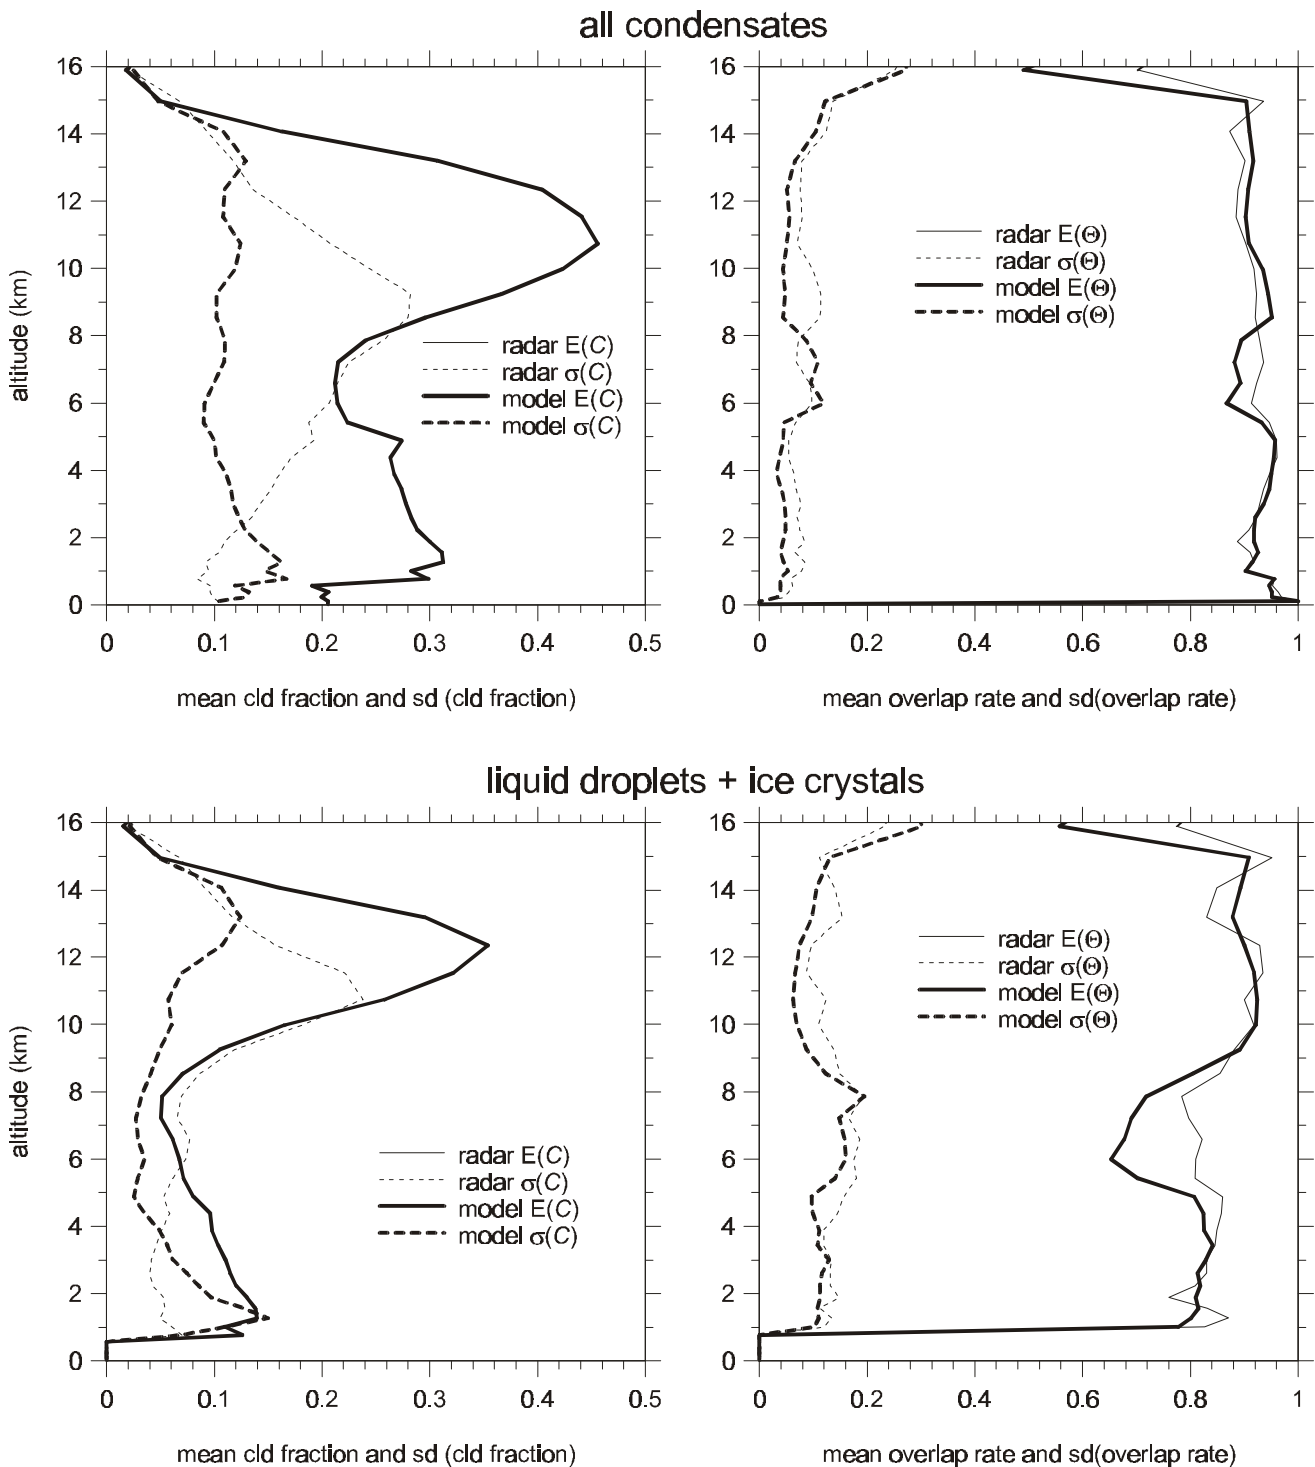 all condensates
16
14
12
10
8
6
4
2
0
altitude (km)
radar E(C)
radar σ(C)
model E(C)
model σ(C)
0 0.1 0.2 0.3 0.4 0.5
mean cld fraction and sd (cld fraction)
16
14
12
10
8
6
4
2
0
radar E(Θ)
radar σ(Θ)
model E(Θ)
model σ(Θ)
0 0.2 0.4 0.6 0.8 1
mean overlap rate and sd(overlap rate)
liquid droplets + ice crystals
16
14
12
10
8
6
4
2
0
altitude (km)
radar E(C)
radar σ(C)
model E(C)
model σ(C)
0 0.1 0.2 0.3 0.4 0.5
mean cld fraction and sd (cld fraction)
16
14
12
10
8
6
4
2
0
radar E(Θ)
radar σ(Θ)
model E(Θ)
model σ(Θ)
0 0.2 0.4 0.6 0.8 1
mean overlap rate and sd(overlap rate)